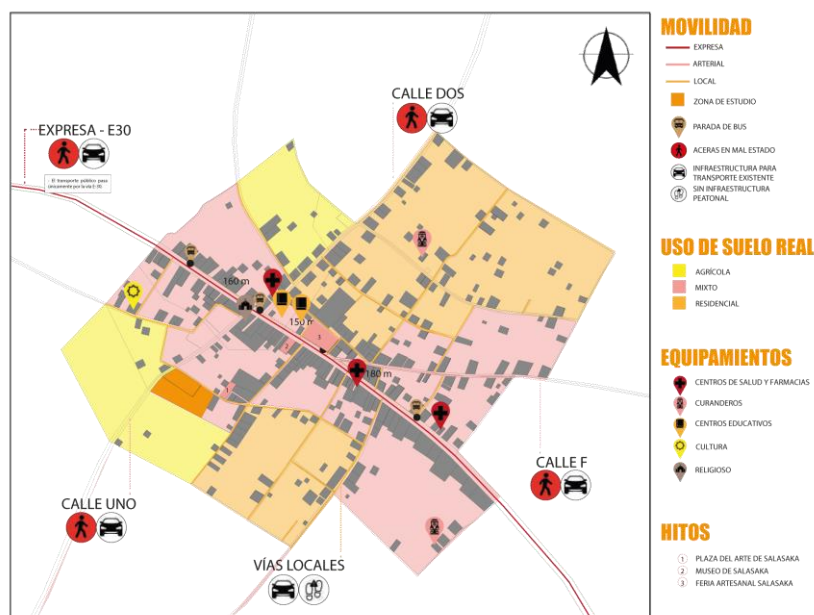 CALLE DOS
EXPRESA - E30
- El transporte público pasa
únicamente por la vía E-30
160 m
150 m
180 m
1
2
3
CALLE UNO
CALLE F
VÍAS LOCALES
MOVILIDAD
EXPRESA
ARTERIAL
LOCAL
ZONA DE ESTUDIO
PARADA DE BUS
ACERAS EN MAL ESTADO
INFRAESTRUCTURA PARA
TRANSPORTE EXISTENTE
SIN INFRAESTRUCTURA
PEATONAL
USO DE SUELO REAL
AGRÍCOLA
MIXTO
RESIDENCIAL
EQUIPAMIENTOS
CENTROS DE SALUD Y FARMACIAS
CURANDEROS
CENTROS EDUCATIVOS
CULTURA
RELIGIOSO
HITOS
1 PLAZA DEL ARTE DE SALASAKA
2 MUSEO DE SALASAKA
3 FERIA ARTESANAL SALASAKA